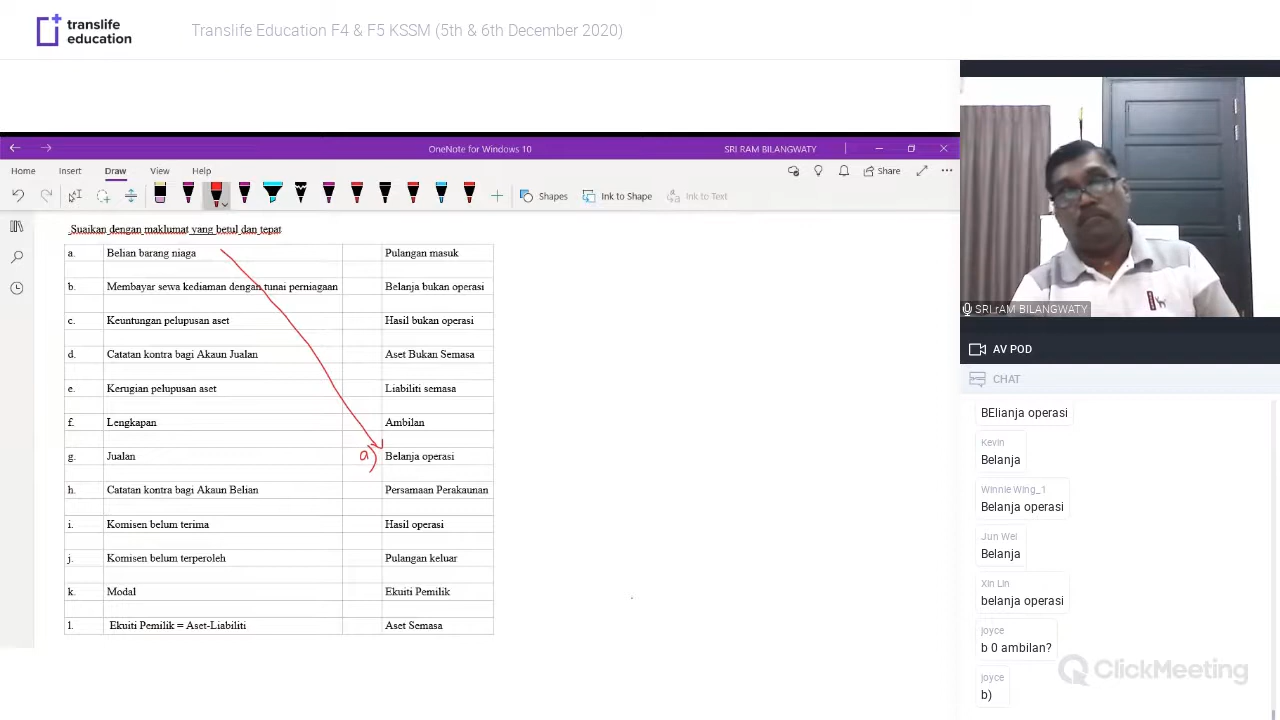 translife
education
Translife Education F4 & F5 KSSM (5th & 6th December 2020)
OneNote for Windows 10
SRI RAM BILANGWATY
Home Insert Draw View Help
Share
Shapes Ink to Shape Ink to Text
Suaikan dengan maklumat yang betul dan tepat
a. Belian barang niaga Pulangan masuk
b. Membayar sewa kediaman dengan tunai perniagaan Belanja bukan operasi
c. Keuntungan pelupusan aset Hasil bukan operasi
d. Catatan kontra bagi Akaun Jualan Aset Bukan Semasa
e. Kerugian pelupusan aset Liabiliti semasa
f. Lengkapan Ambilan
g. Jualan a) Belanja operasi
h. Catatan kontra bagi Akaun Belian Persamaan Perakaunan
i. Komisen belum terima Hasil operasi
j. Komisen belum terperoleh Pulangan keluar
k. Modal Ekuiti Pemilik
l. Ekuiti Pemilik = Aset-Liabiliti Aset Semasa
SRI rAM BILANGWATY
AV POD
CHAT
BElianja operasi
Kevin
Belanja
Winnie Wing_1
Belanja operasi
Jun Wei
Belanja
Xin Lin
belanja operasi
joyce
b 0 ambilan?
joyce
b)
ClickMeeting